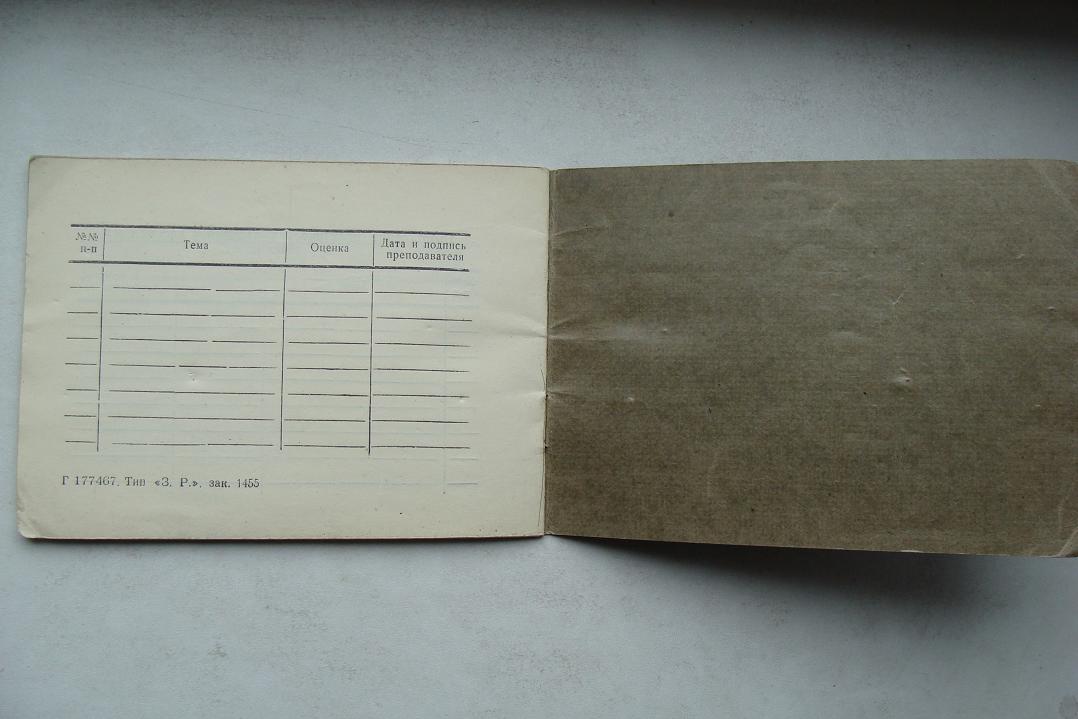 №№ п-п Тема Оценка Дата и подпись преподавателя
Г 177467. Тип «З. Р.», зак. 1455